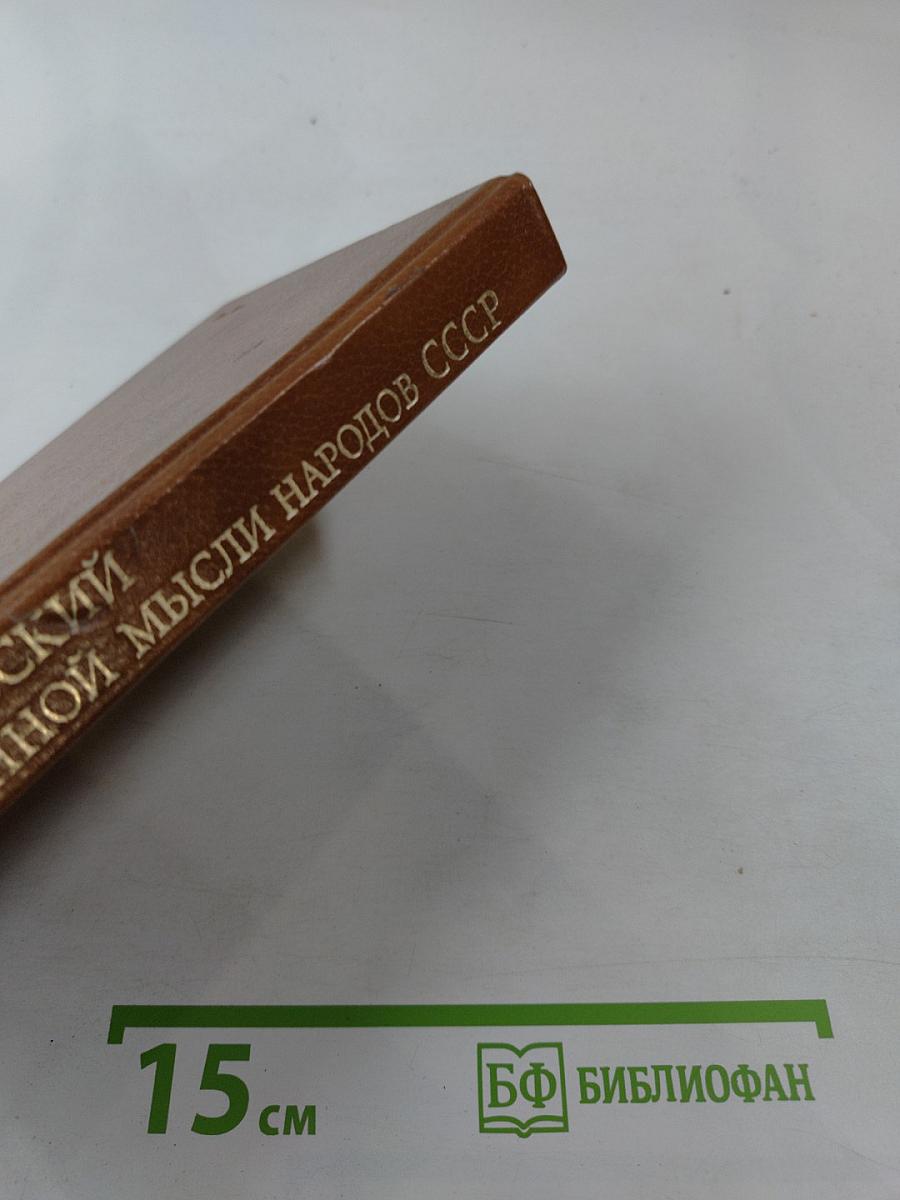 СКИЙ
ННОЙ МЫСЛИ НАРОДОВ СССР
15 см
БФ БИБЛИОФАН